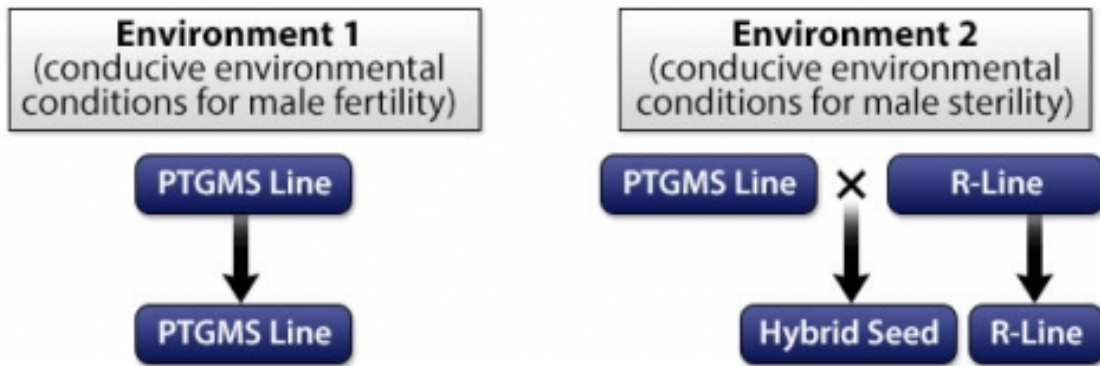 Environment 1
(conducive environmental
conditions for male fertility)
PTGMS Line
PTGMS Line
Environment 2
(conducive environmental
conditions for male sterility)
PTGMS Line × R-Line
Hybrid Seed R-Line